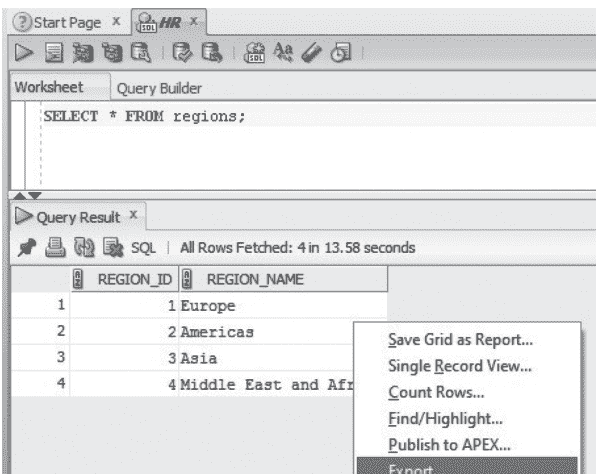 Start Page x HR x
Worksheet Query Builder
SELECT * FROM regions;
Query Result x
SQL | All Rows Fetched: 4 in 13.58 seconds
REGION_ID REGION_NAME
1 1 Europe
2 2 Americas
3 3 Asia
4 4 Middle East and Afr
Save Grid as Report...
Single Record View...
Count Rows...
Find/Highlight...
Publish to APEX...
Export